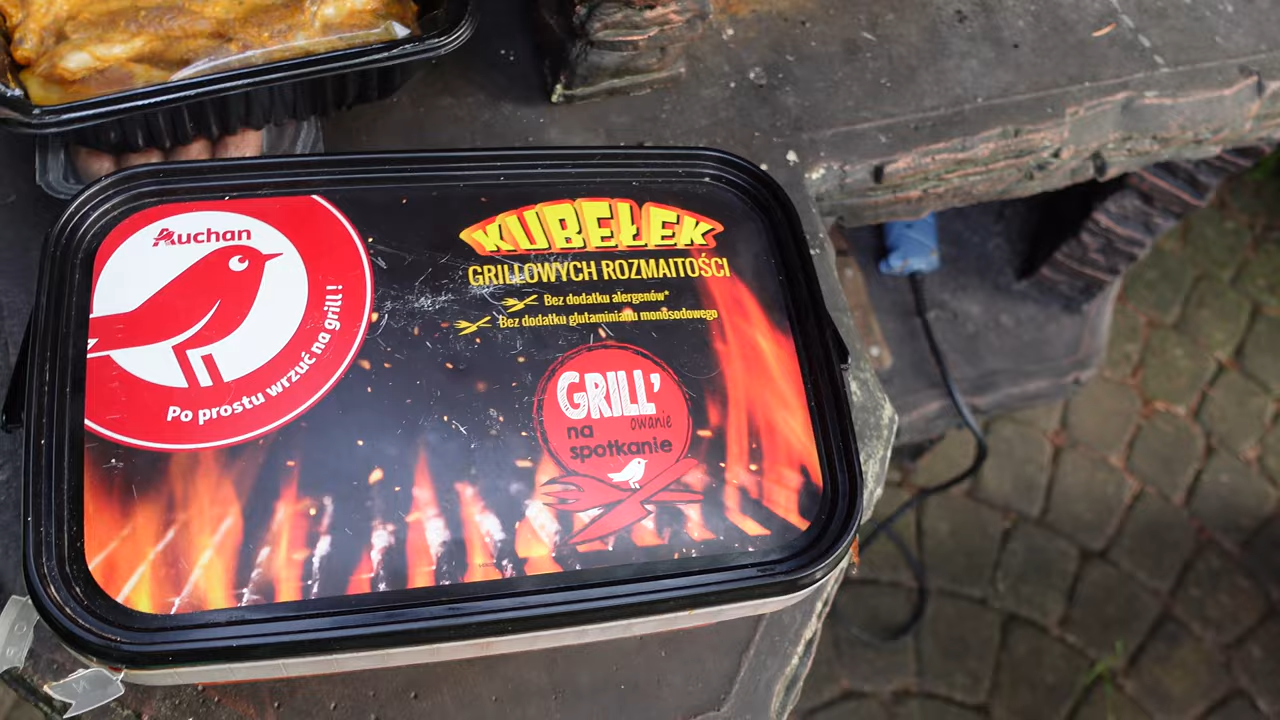 Auchan
Po prostu wrzuć na grill!
KUBEŁEK
GRILLOWYCH ROZMAITOŚCI
Bez dodatku alergenów*
Bez dodatku glutaminianu monosodowego
GRILL'
owanie
na
spotkanie